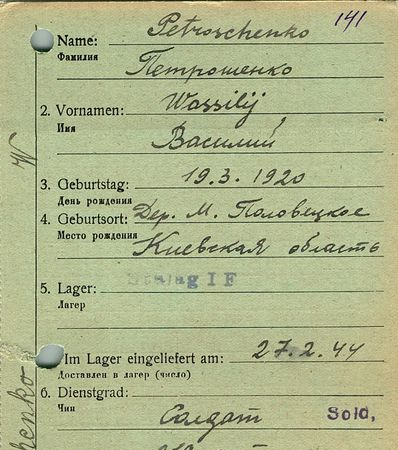 141
Name: Petroschenko
Фамилия
Петрошенко
2. Vornamen: Wassilij
Имя
Василий
3. Geburtstag: 19.3.1920
День рождения
4. Geburtsort: Дер. М. Половецкое
Место рождения
Киевская область
Stalag I F
5. Lager:
Лагерь
Im Lager eingeliefert am: 27.2.44
Доставлен в лагерь (число)
6. Dienstgrad:
Чин
Солдат Sold.